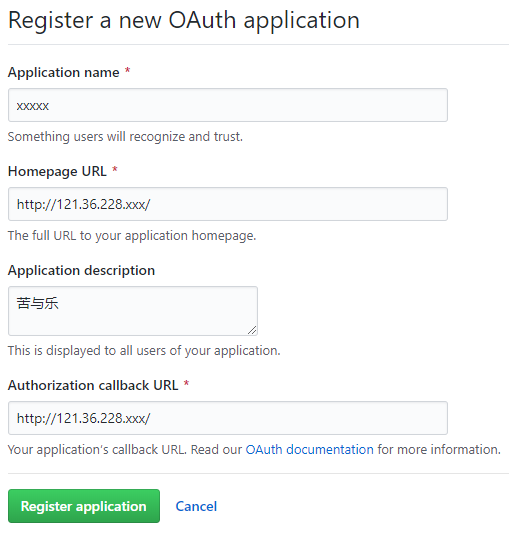 Register a new OAuth application
Application name *
xxxxx
Something users will recognize and trust.
Homepage URL *
http://121.36.228.xxx/
The full URL to your application homepage.
Application description
苦与乐
This is displayed to all users of your application.
Authorization callback URL *
http://121.36.228.xxx/
Your application's callback URL. Read our OAuth documentation for more information.
Register application Cancel